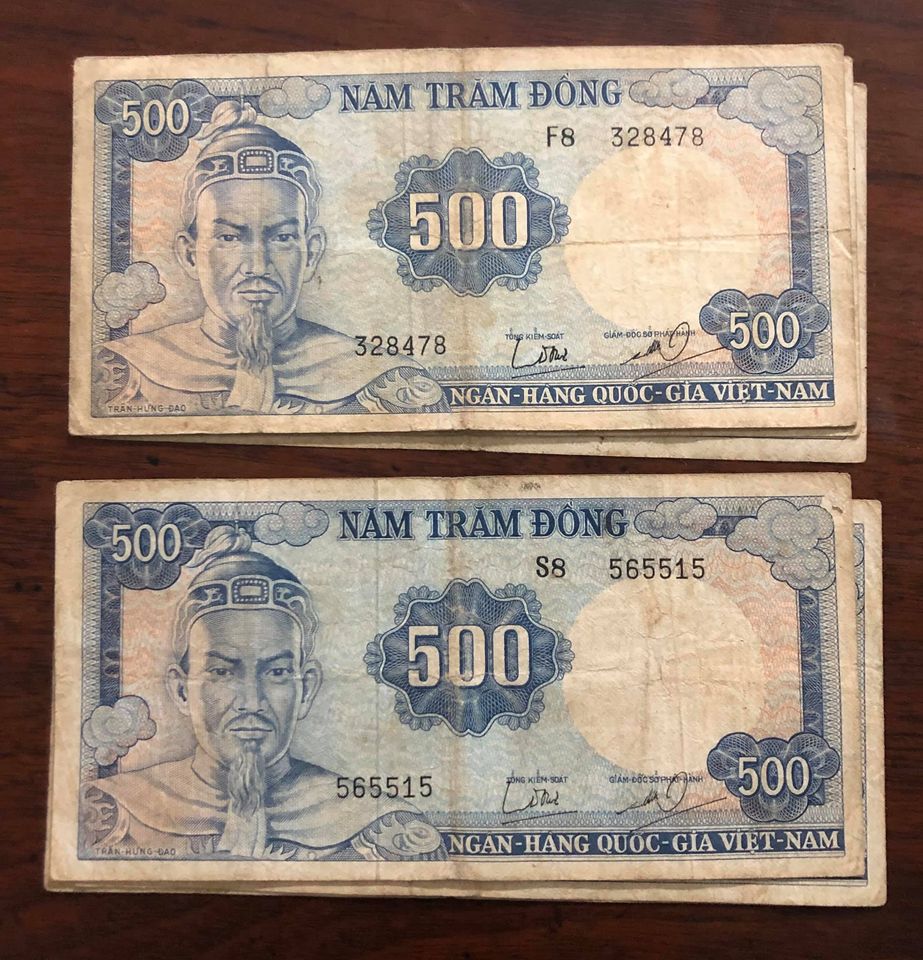 500
NĂM TRĂM ĐỒNG
F8 328478
500
328478
TỔNG KIỂM-SOÁT
GIÁM-ĐỐC SỞ PHÁT-HÀNH
500
TRẦN-HƯNG-ĐẠO
NGÂN-HÀNG QUỐC-GIA VIỆT-NAM
500
NĂM TRĂM ĐỒNG
S8 565515
500
565515
TỔNG KIỂM-SOÁT
GIÁM-ĐỐC SỞ PHÁT-HÀNH
500
TRẦN-HƯNG-ĐẠO
NGÂN-HÀNG QUỐC-GIA VIỆT-NAM